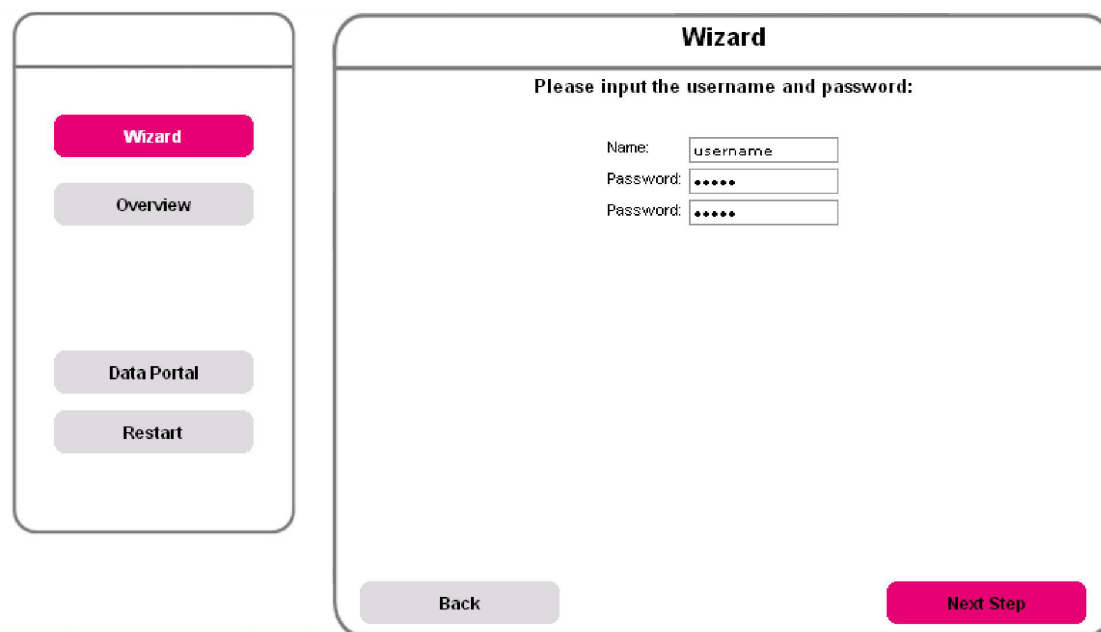 Wizard
Overview
Data Portal
Restart
Wizard
Please input the username and password:
Name: username
Password: •••••
Password: •••••
Back
Next Step